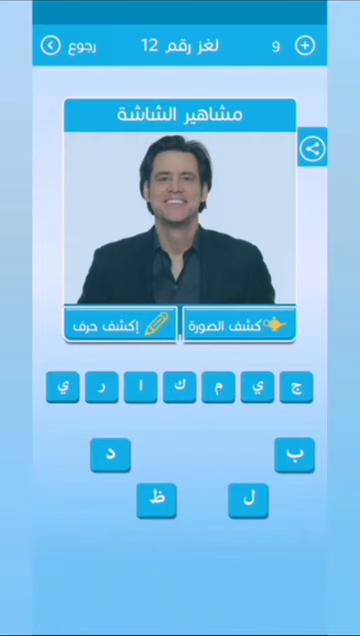 رجوع لغز رقم 12 9
مشاهير الشاشة
كشف الصورة إكشف حرف
ج ي م ك ا ر ي
ب د
ل ظ